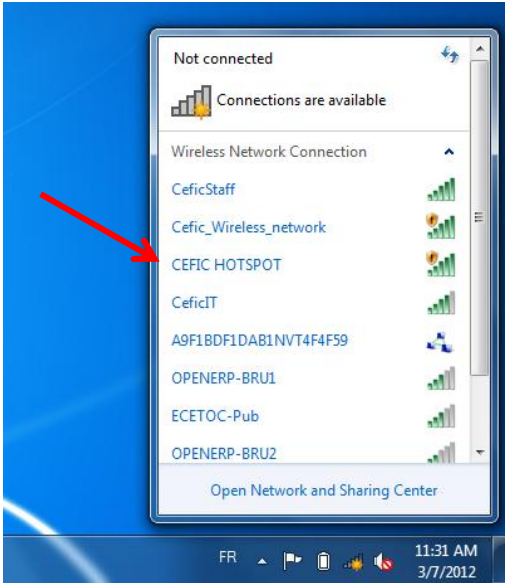 Not connected
Connections are available
Wireless Network Connection
CeficStaff
Cefic_Wireless_network
CEFIC HOTSPOT
CeficIT
A9F1BDF1DAB1NVT4F4F59
OPENERP-BRU1
ECETOC-Pub
OPENERP-BRU2
Open Network and Sharing Center
FR
11:31 AM
3/7/2012